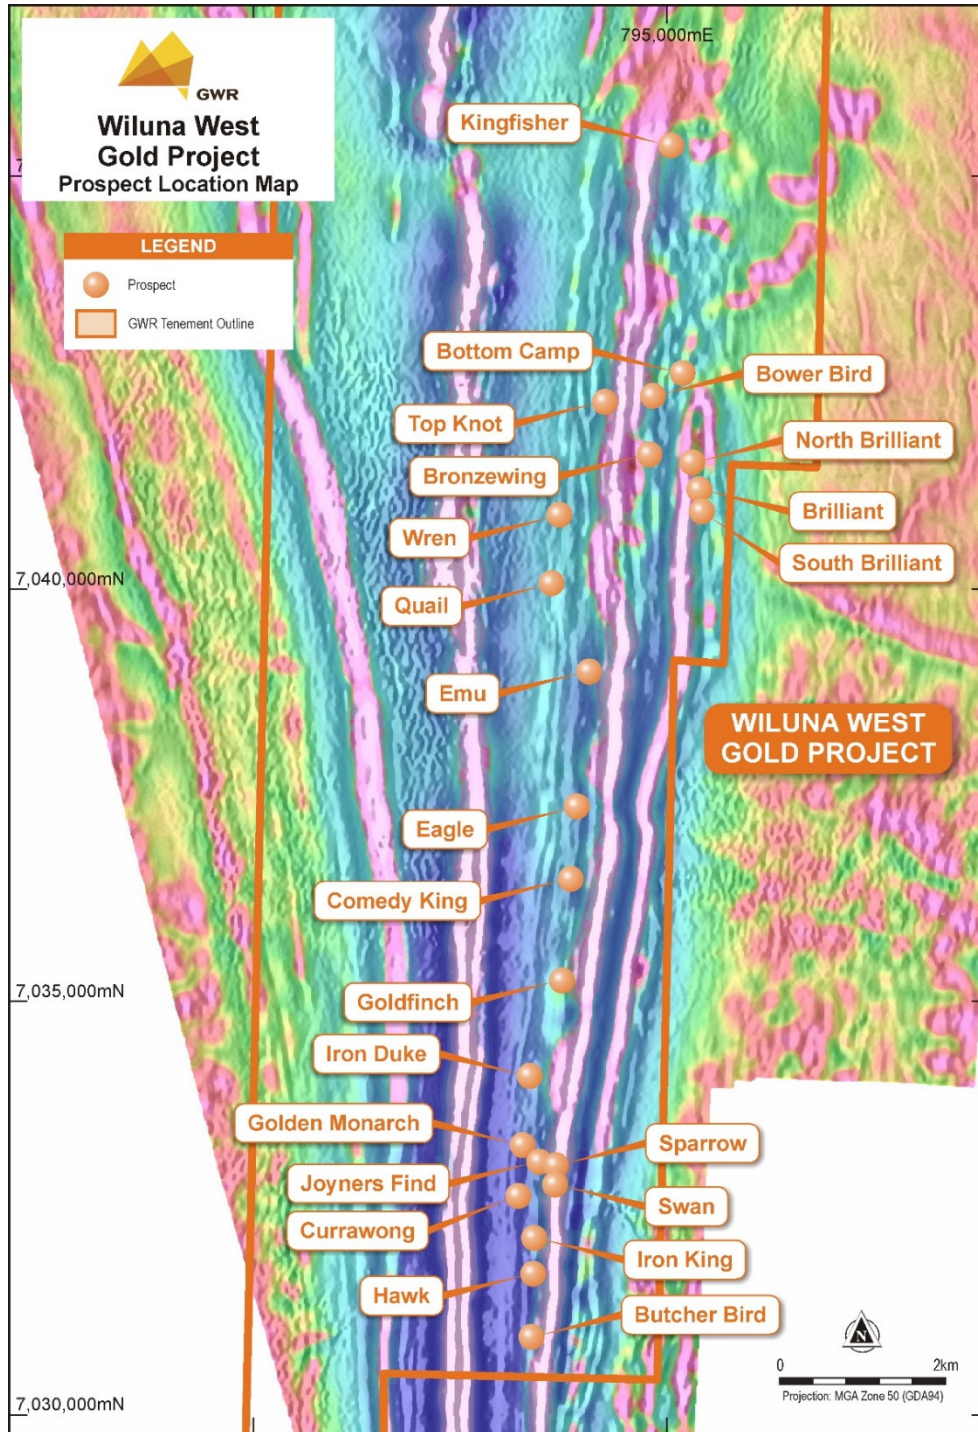 795,000mE
GWR
Wiluna West
Gold Project
Prospect Location Map
LEGEND
Prospect
GWR Tenement Outline
Kingfisher
Bottom Camp
Bower Bird
Top Knot
North Brilliant
Bronzewing
Brilliant
Wren
South Brilliant
7,040,000mN
Quail
Emu
WILUNA WEST
GOLD PROJECT
Eagle
Comedy King
7,035,000mN
Goldfinch
Iron Duke
Golden Monarch
Sparrow
Joyners Find
Swan
Currawong
Iron King
Hawk
Butcher Bird
N
0 2km
Projection: MGA Zone 50 (GDA94)
7,030,000mN